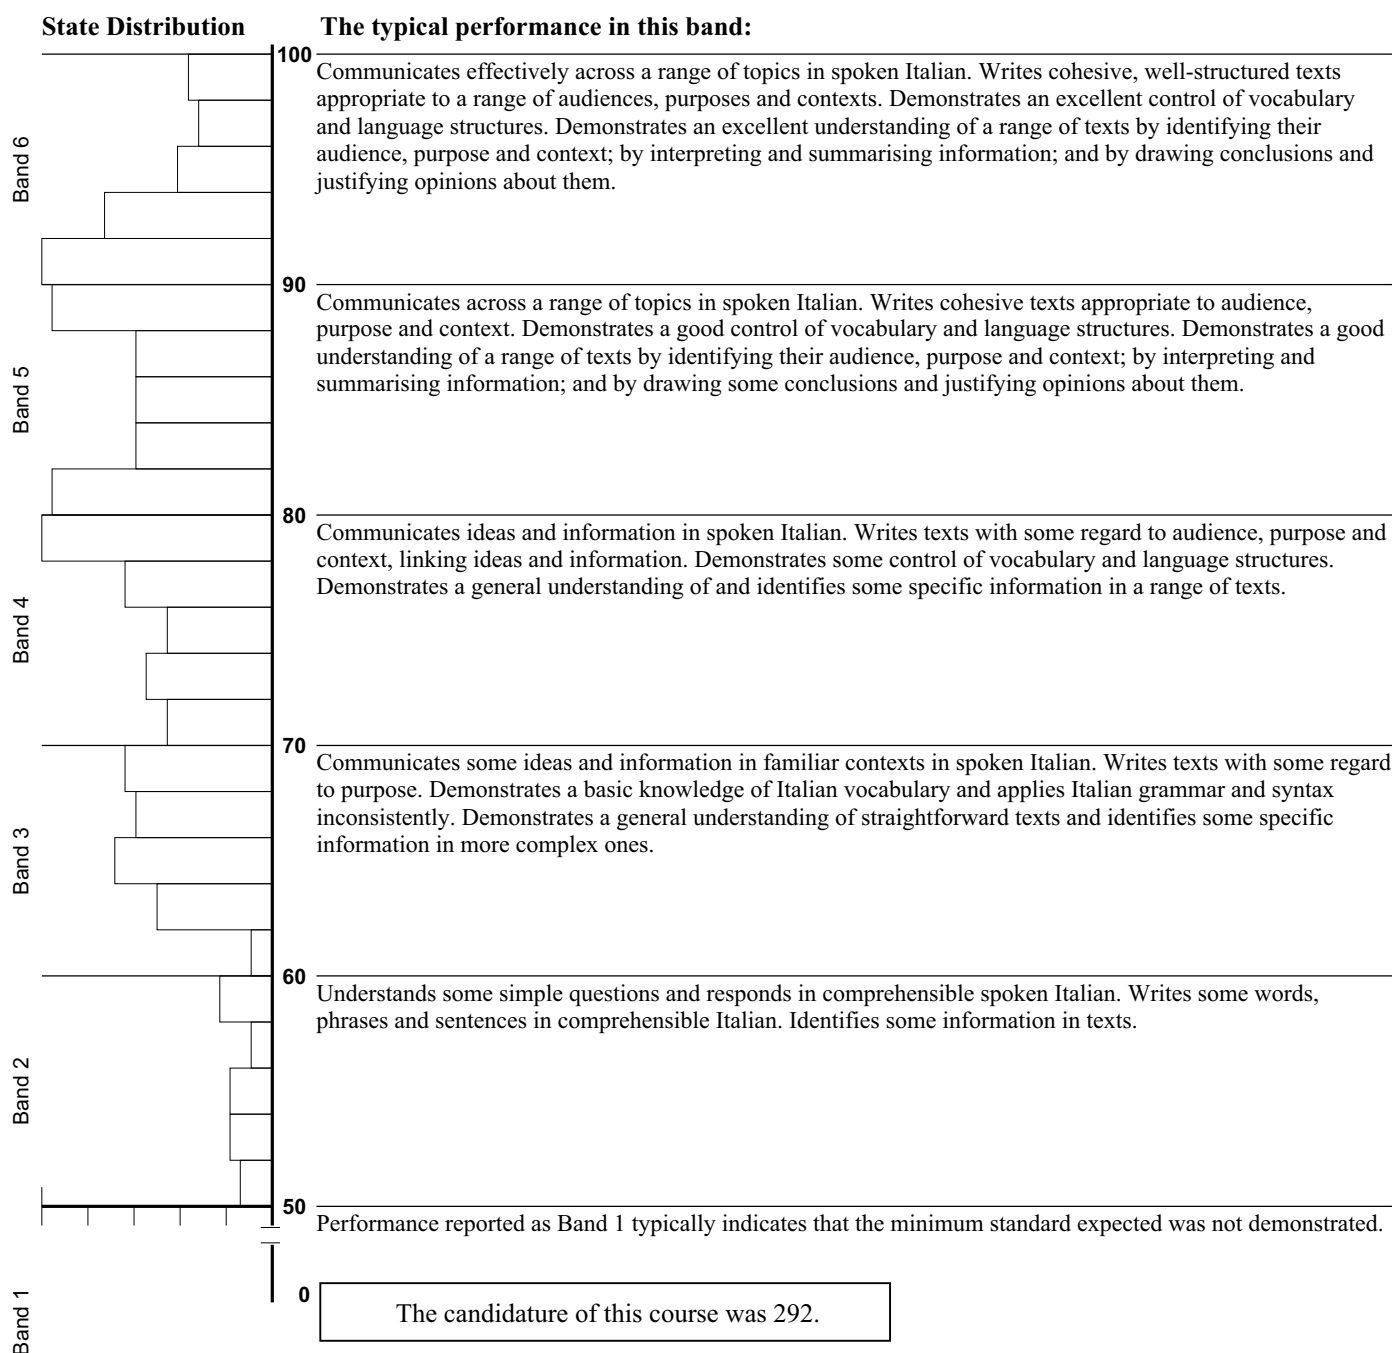 State Distribution
The typical performance in this band:
100
Band 6
Communicates effectively across a range of topics in spoken Italian. Writes cohesive, well-structured texts
appropriate to a range of audiences, purposes and contexts. Demonstrates an excellent control of vocabulary
and language structures. Demonstrates an excellent understanding of a range of texts by identifying their
audience, purpose and context; by interpreting and summarising information; and by drawing conclusions and
justifying opinions about them.
90
Band 5
Communicates across a range of topics in spoken Italian. Writes cohesive texts appropriate to audience,
purpose and context. Demonstrates a good control of vocabulary and language structures. Demonstrates a good
understanding of a range of texts by identifying their audience, purpose and context; by interpreting and
summarising information; and by drawing some conclusions and justifying opinions about them.
80
Band 4
Communicates ideas and information in spoken Italian. Writes texts with some regard to audience, purpose and
context, linking ideas and information. Demonstrates some control of vocabulary and language structures.
Demonstrates a general understanding of and identifies some specific information in a range of texts.
70
Band 3
Communicates some ideas and information in familiar contexts in spoken Italian. Writes texts with some regard
to purpose. Demonstrates a basic knowledge of Italian vocabulary and applies Italian grammar and syntax
inconsistently. Demonstrates a general understanding of straightforward texts and identifies some specific
information in more complex ones.
60
Band 2
Understands some simple questions and responds in comprehensible spoken Italian. Writes some words,
phrases and sentences in comprehensible Italian. Identifies some information in texts.
50
Performance reported as Band 1 typically indicates that the minimum standard expected was not demonstrated.
0
Band 1
The candidature of this course was 292.